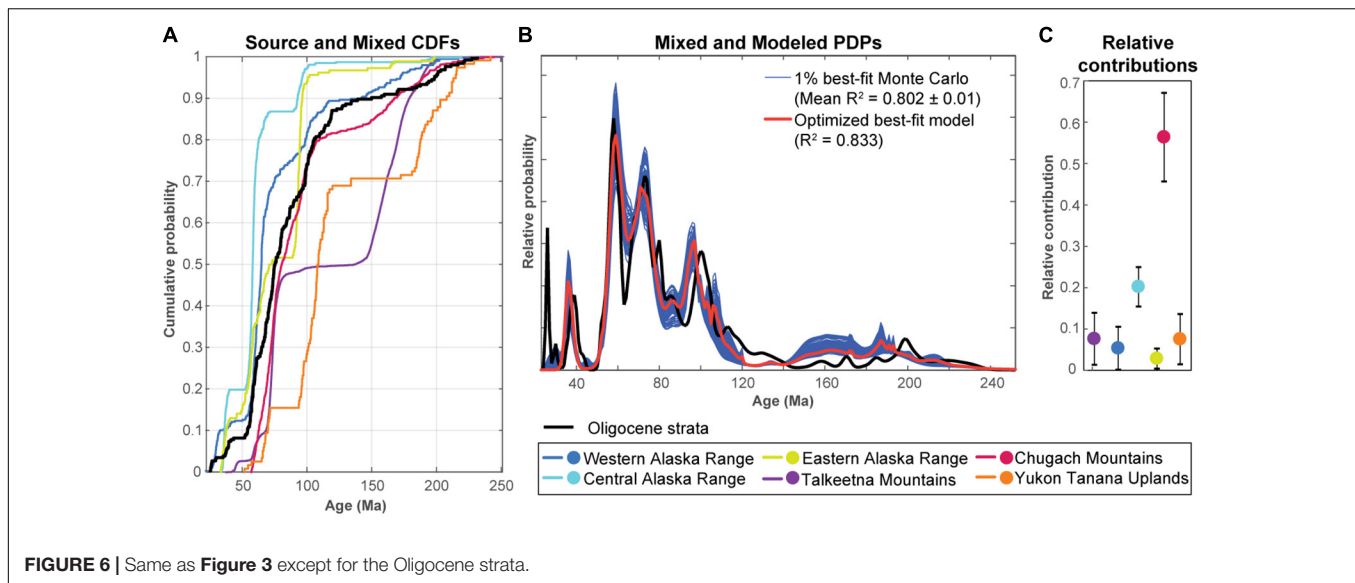 A
Source and Mixed CDFs
Cumulative probability
1
0.9
0.8
0.7
0.6
0.5
0.4
0.3
0.2
0.1
0
50
100
150
200
250
Age (Ma)
B
Mixed and Modeled PDPs
1% best-fit Monte Carlo
(Mean R² = 0.802 ± 0.01)
Optimized best-fit model
(R² = 0.833)
Relative probability
40
80
120
160
200
240
Age (Ma)
C
Relative
contributions
Relative contribution
0.7
0.6
0.5
0.4
0.3
0.2
0.1
0
Oligocene strata
Western Alaska Range
Eastern Alaska Range
Chugach Mountains
Central Alaska Range
Talkeetna Mountains
Yukon Tanana Uplands
FIGURE 6 | Same as Figure 3 except for the Oligocene strata.